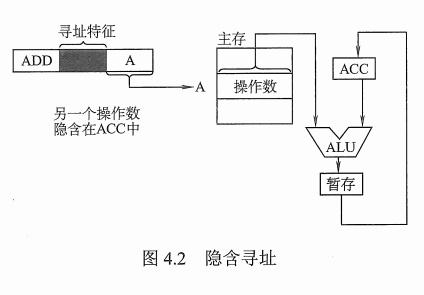 寻址特征
ADD
A
A
另一个操作数
隐含在ACC中
主存
操作数
ACC
ALU
暂存
图 4.2 隐含寻址